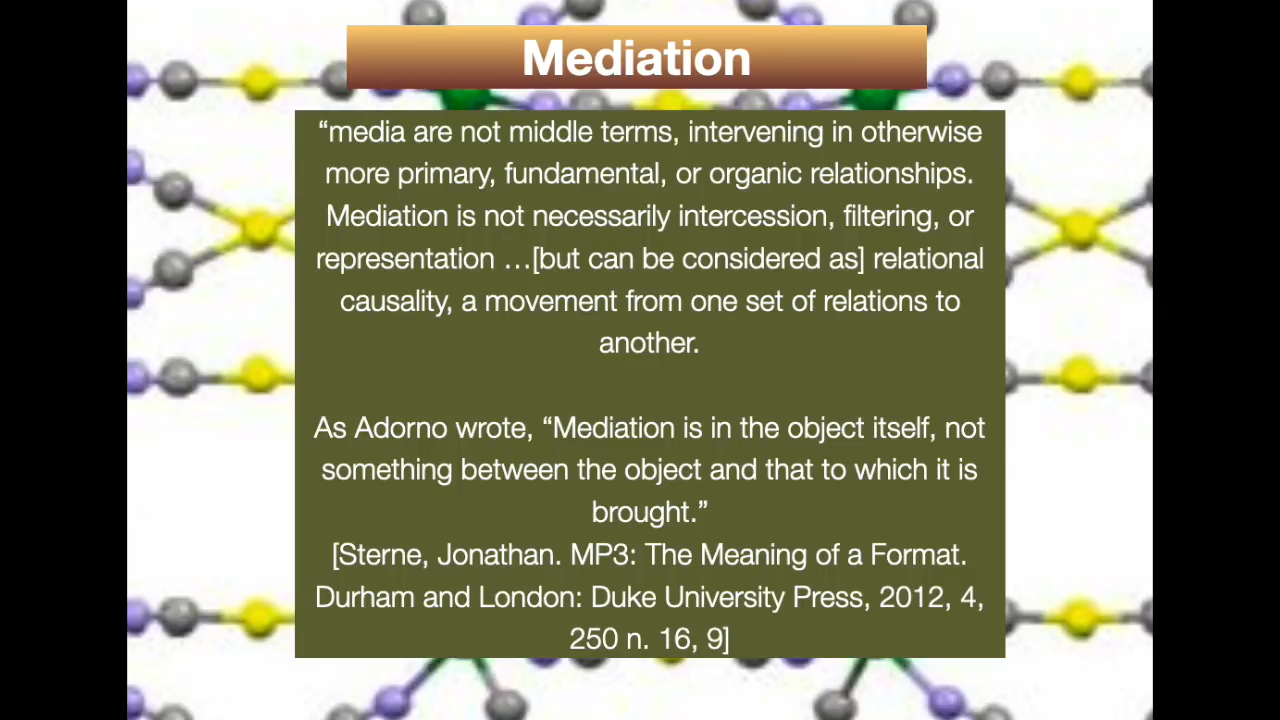 Mediation
“media are not middle terms, intervening in otherwise
more primary, fundamental, or organic relationships.
Mediation is not necessarily intercession, filtering, or
representation …[but can be considered as] relational
causality, a movement from one set of relations to
another.
As Adorno wrote, “Mediation is in the object itself, not
something between the object and that to which it is
brought.”
[Sterne, Jonathan. MP3: The Meaning of a Format.
Durham and London: Duke University Press, 2012, 4,
250 n. 16, 9]